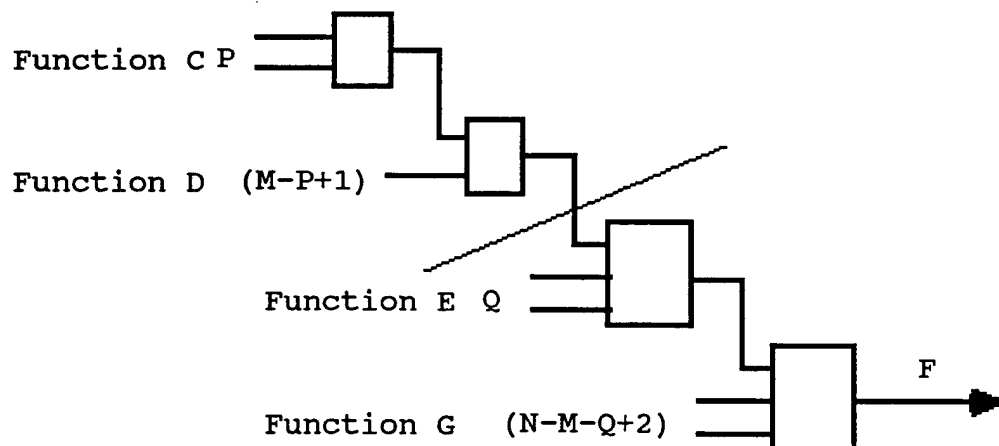 Function C P
Function D (M-P+1)
Function E Q
F
Function G (N-M-Q+2)